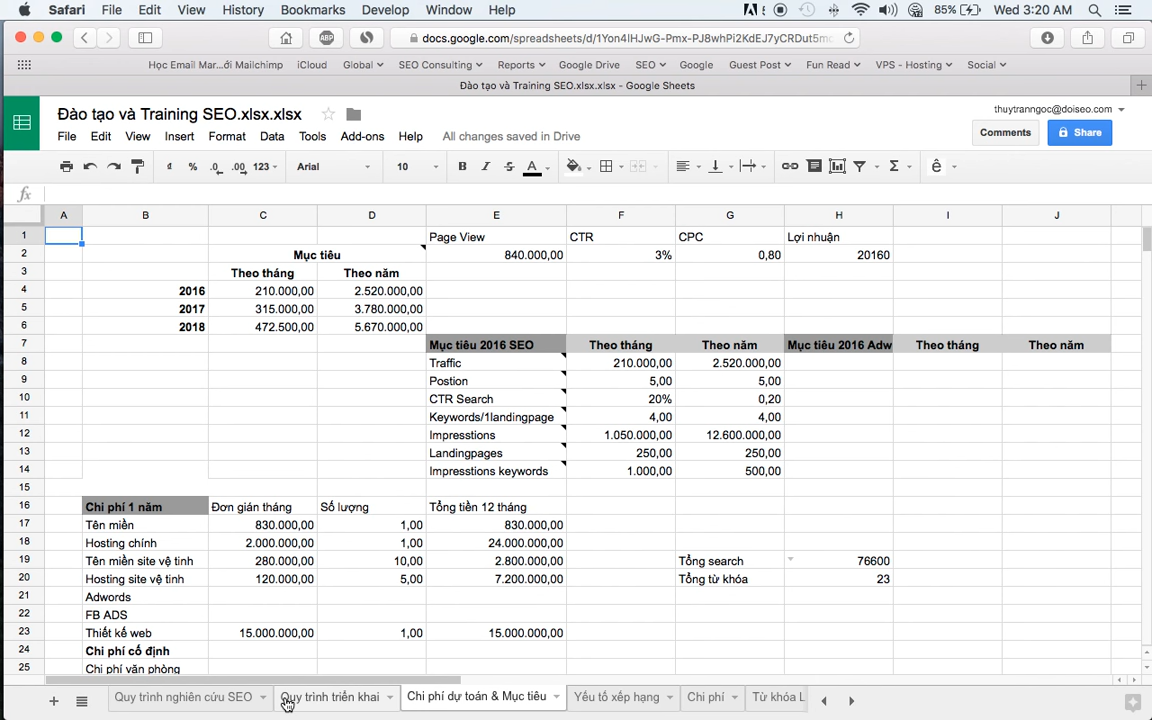 Safari File Edit View History Bookmarks Develop Window Help 85% Wed 3:20 AM
ABP docs.google.com/spreadsheets/d/1Yon4IHJwG-Pmx-PJ8whPi2KdEJ7yCRDut5m
Học Email Mar...ới Mailchimp iCloud Global SEO Consulting Reports Google Drive SEO Google Guest Post Fun Read VPS - Hosting Social
Đào tạo và Training SEO.xlsx.xlsx - Google Sheets
Đào tạo và Training SEO.xlsx.xlsx thuytranngoc@doiseo.com
File Edit View Insert Format Data Tools Add-ons Help All changes saved in Drive Comments Share
đ % .0 .00 123 Arial 10 B I S A Σ ê
fx
A B C D E F G H I J
1 Page View CTR CPC Lợi nhuận
2 Mục tiêu 840.000,00 3% 0,80 20160
3 Theo tháng Theo năm
4 2016 210.000,00 2.520.000,00
5 2017 315.000,00 3.780.000,00
6 2018 472.500,00 5.670.000,00
7 Mục tiêu 2016 SEO Theo tháng Theo năm Mục tiêu 2016 Adw Theo tháng Theo năm
8 Traffic 210.000,00 2.520.000,00
9 Postion 5,00 5,00
10 CTR Search 20% 0,20
11 Keywords/1landingpage 4,00 4,00
12 Impresstions 1.050.000,00 12.600.000,00
13 Landingpages 250,00 250,00
14 Impresstions keywords 1.000,00 500,00
15
16 Chi phí 1 năm Đơn gián tháng Số lượng Tổng tiền 12 tháng
17 Tên miền 830.000,00 1,00 830.000,00
18 Hosting chính 2.000.000,00 1,00 24.000.000,00
19 Tên miền site vệ tinh 280.000,00 10,00 2.800.000,00 Tổng search 76600
20 Hosting site vệ tinh 120.000,00 5,00 7.200.000,00 Tổng từ khóa 23
21 Adwords
22 FB ADS
23 Thiết kế web 15.000.000,00 1,00 15.000.000,00
24 Chi phí cố định
25 Chi phí văn phòng
Quy trình nghiên cứu SEO Quy trình triển khai Chi phí dự toán & Mục tiêu Yếu tố xếp hạng Chi phí Từ khóa L